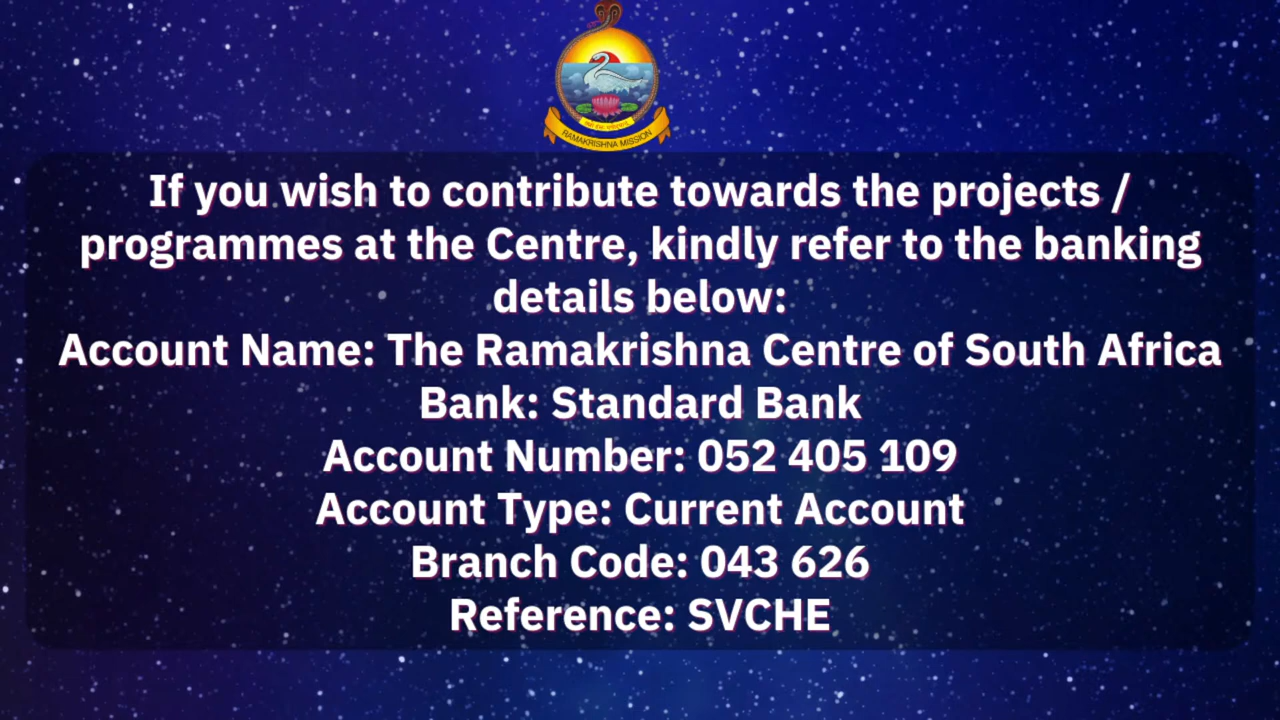 RAMAKRISHNA MISSION
If you wish to contribute towards the projects /
programmes at the Centre, kindly refer to the banking
details below:
Account Name: The Ramakrishna Centre of South Africa
Bank: Standard Bank
Account Number: 052 405 109
Account Type: Current Account
Branch Code: 043 626
Reference: SVCHE